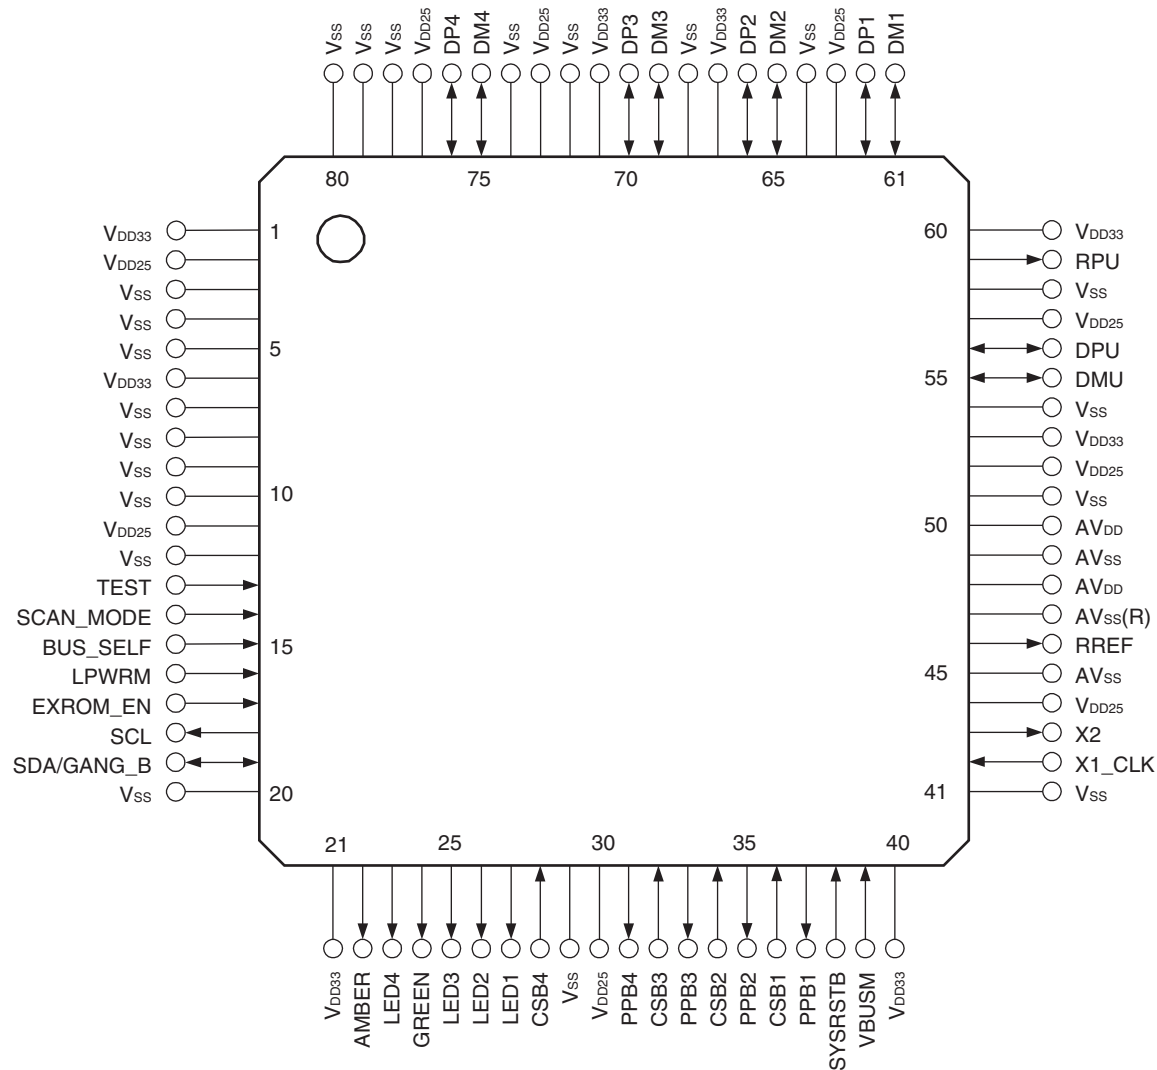 VSS VSS VSS VDD25 DP4 DM4 VSS VDD25 VSS VDD33 DP3 DM3 VSS VDD33 DP2 DM2 VSS VDD25 DP1 DM1
80 75 70 65 61
VDD33 1 60 VDD33
VDD25 RPU
VSS VSS
VSS VDD25
VSS 5 DPU
VDD33 55 DMU
VSS VSS
VSS VDD33
VSS VDD25
VSS 10 VSS
VDD25 50 AVDD
VSS AVSS
TEST AVDD
SCAN_MODE AVSS(R)
BUS_SELF 15 RREF
LPWRM 45 AVSS
EXROM_EN VDD25
SCL X2
SDA/GANG_B X1_CLK
VSS 20 41 VSS
21 25 30 35 40
VDD33 AMBER LED4 GREEN LED3 LED2 LED1 CSB4 VSS VDD25 PPB4 CSB3 PPB3 CSB2 PPB2 CSB1 PPB1 SYSRSTB VBUSM VDD33